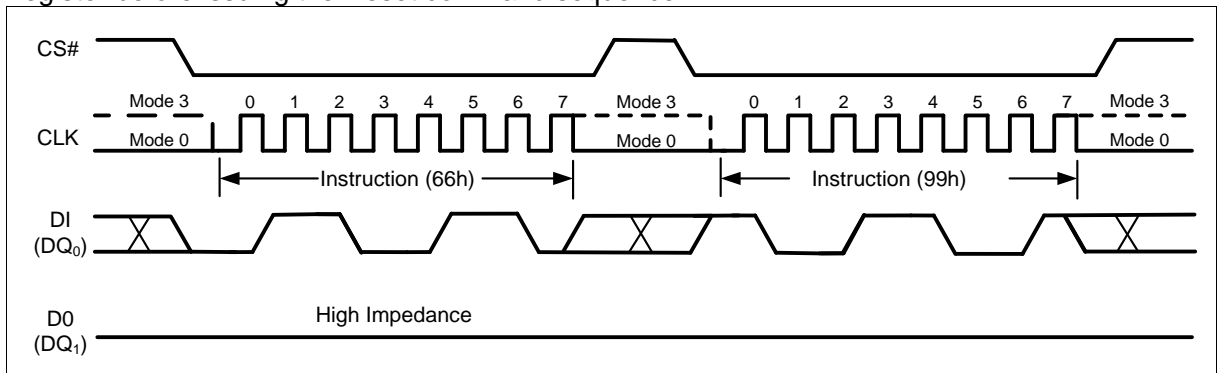 CS#
Mode 3 0 1 2 3 4 5 6 7 Mode 3 0 1 2 3 4 5 6 7 Mode 3
CLK
Mode 0 Mode 0 Mode 0
Instruction (66h) Instruction (99h)
DI
(DQ0)
D0 High Impedance
(DQ1)